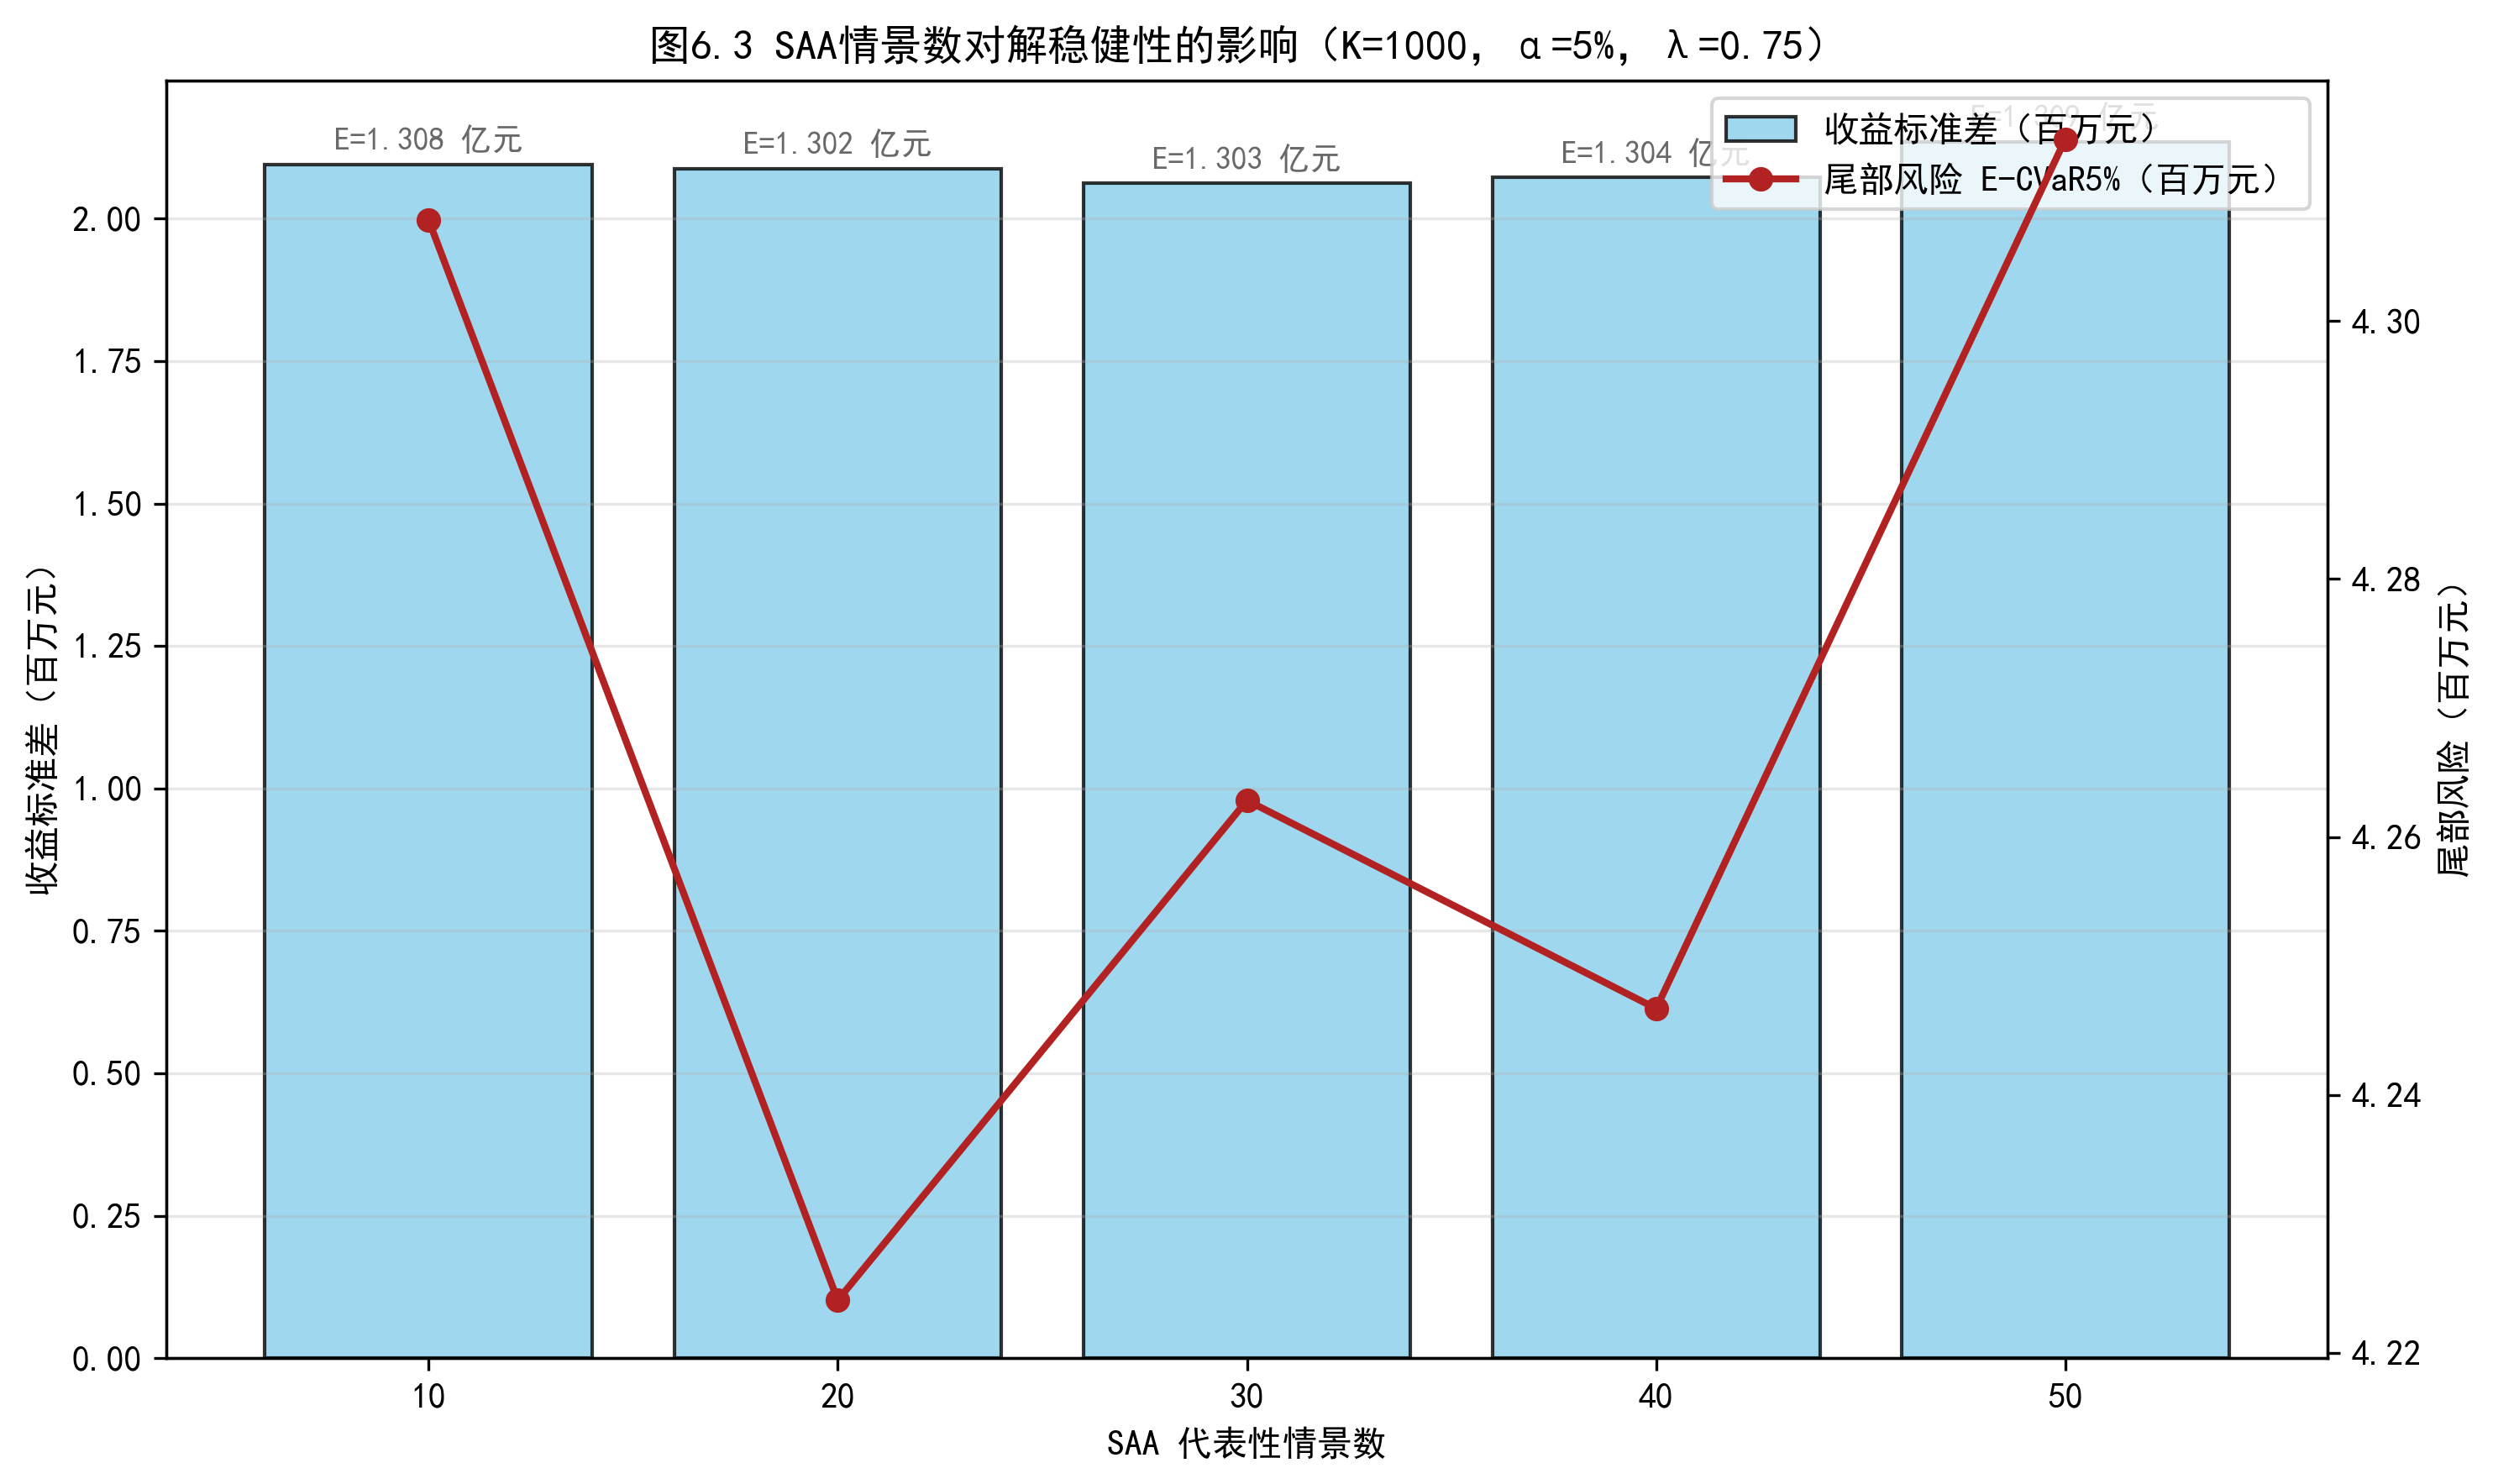 图6.3 SAA情景数对解稳健性的影响（K=1000, α=5%, λ=0.75）
E=1.308 亿元
E=1.302 亿元
E=1.303 亿元
E=1.304 亿元
收益标准差（百万元）
尾部风险 E-CVaR5%（百万元）
收益标准差（百万元）
2.00
1.75
1.50
1.25
1.00
0.75
0.50
0.25
0.00
4.30
4.28
4.26
4.24
4.22
尾部风险（百万元）
10
20
30
40
50
SAA 代表性情景数